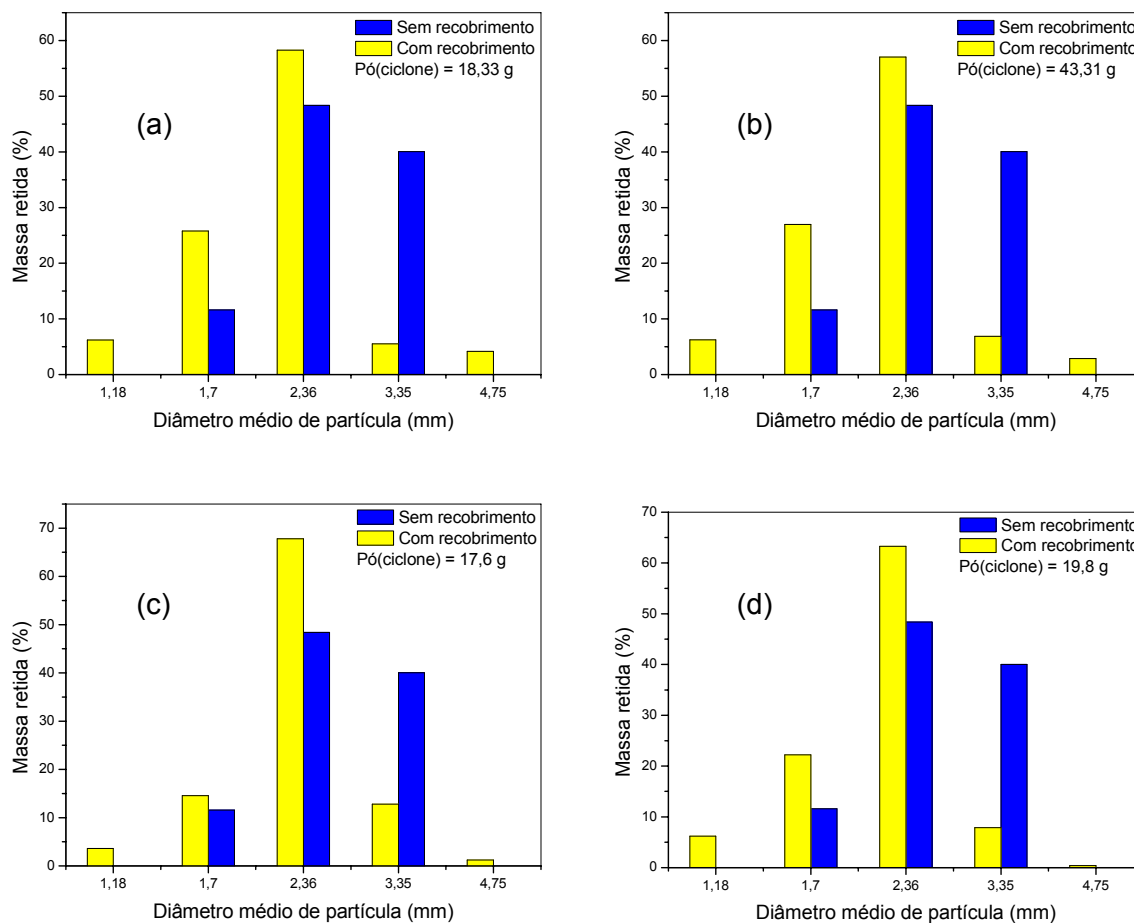 Sem recobrimento
Com recobrimento
Pó(ciclone) = 18,33 g
(a)
Massa retida (%)
60
50
40
30
20
10
0
1,18 1,7 2,36 3,35 4,75
Diâmetro médio de partícula (mm)
Sem recobrimento
Com recobrimento
Pó(ciclone) = 43,31 g
(b)
Massa retida (%)
60
50
40
30
20
10
0
1,18 1,7 2,36 3,35 4,75
Diâmetro médio de partícula (mm)
Sem recobrimento
Com recobrimento
Pó(ciclone) = 17,6 g
(c)
Massa retida (%)
70
60
50
40
30
20
10
0
1,18 1,7 2,36 3,35 4,75
Diâmetro médio de partícula (mm)
Sem recobrimento
Com recobrimento
Pó(ciclone) = 19,8 g
(d)
Massa retida (%)
70
60
50
40
30
20
10
0
1,18 1,7 2,36 3,35 4,75
Diâmetro médio de partícula (mm)